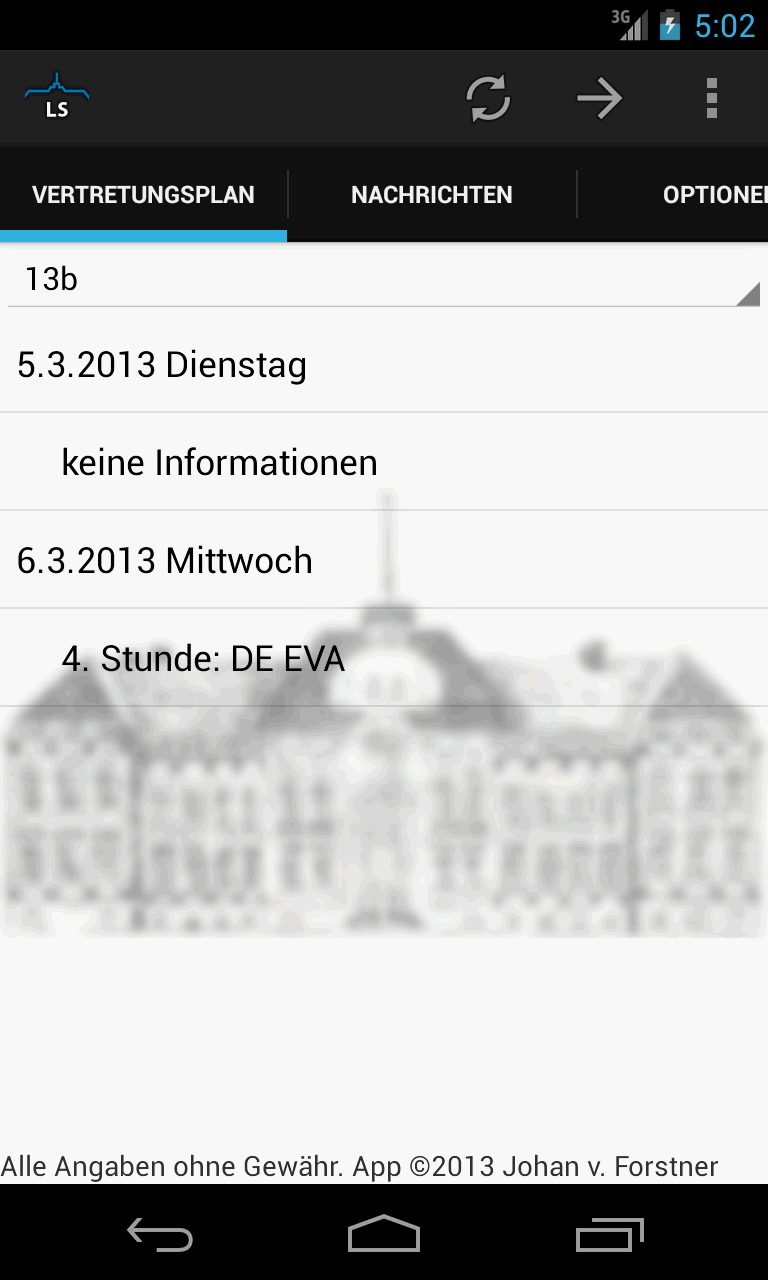 3G 5:02
LS
VERTRETUNGSPLAN NACHRICHTEN OPTIONE
13b
5.3.2013 Dienstag
keine Informationen
6.3.2013 Mittwoch
4. Stunde: DE EVA
Alle Angaben ohne Gewähr. App ©2013 Johan v. Forstner